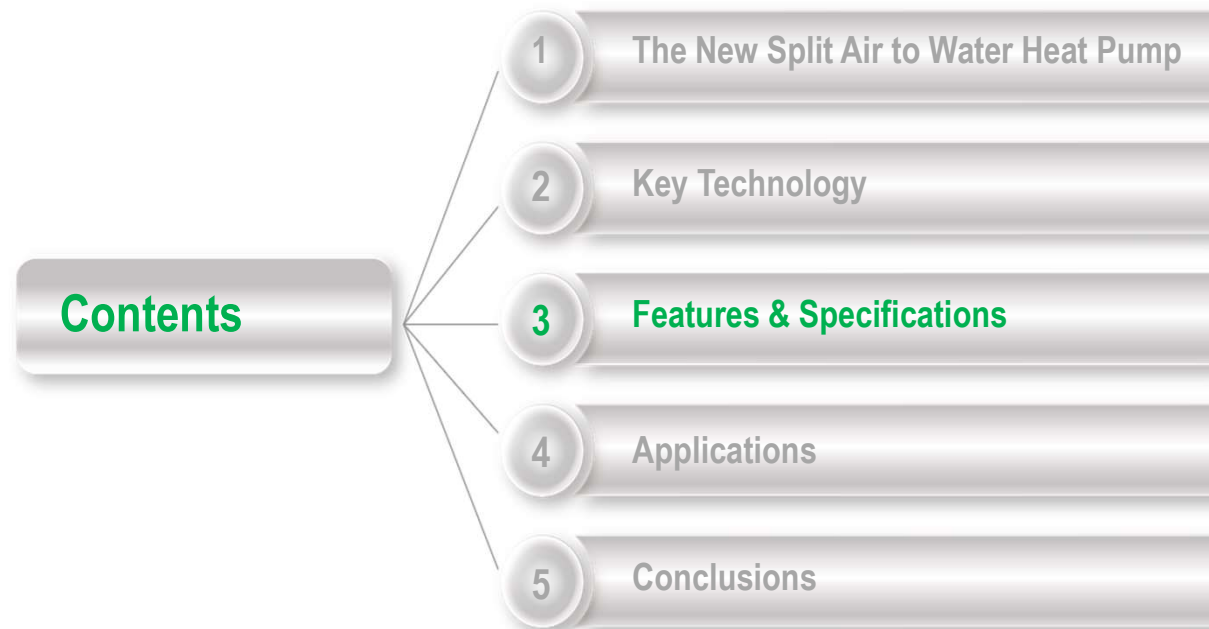 Contents
1 The New Split Air to Water Heat Pump
2 Key Technology
3 Features & Specifications
4 Applications
5 Conclusions